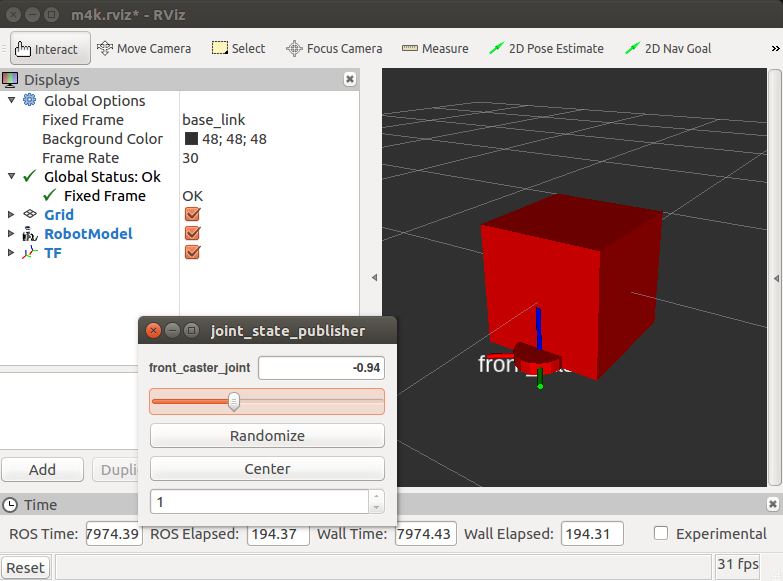 m4k.rviz* - RViz
Interact Move Camera Select Focus Camera Measure 2D Pose Estimate 2D Nav Goal »
Displays
Global Options
Fixed Frame base_link
Background Color 48; 48; 48
Frame Rate 30
Global Status: Ok
Fixed Frame OK
Grid
RobotModel
TF
joint_state_publisher
front_caster_joint -0.94
Randomize
Center
1
Add
Time
ROS Time: 7974.39 ROS Elapsed: 194.37 Wall Time: 7974.43 Wall Elapsed: 194.31 Experimental
Reset 31 fps